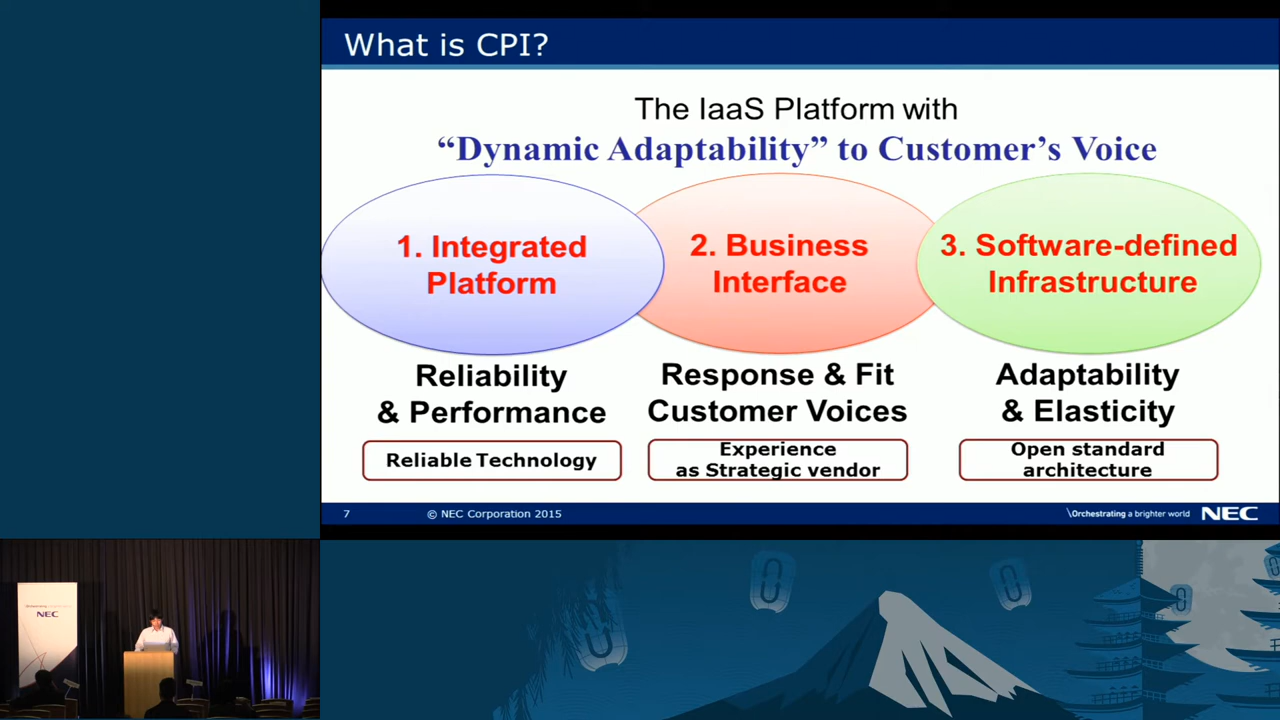 What is CPI?
The IaaS Platform with
“Dynamic Adaptability” to Customer’s Voice
1. Integrated
Platform
2. Business
Interface
3. Software-defined
Infrastructure
Reliability
& Performance
Response & Fit
Customer Voices
Adaptability
& Elasticity
Reliable Technology
Experience
as Strategic vendor
Open standard
architecture
7
© NEC Corporation 2015
\Orchestrating a brighter world
NEC
NEC